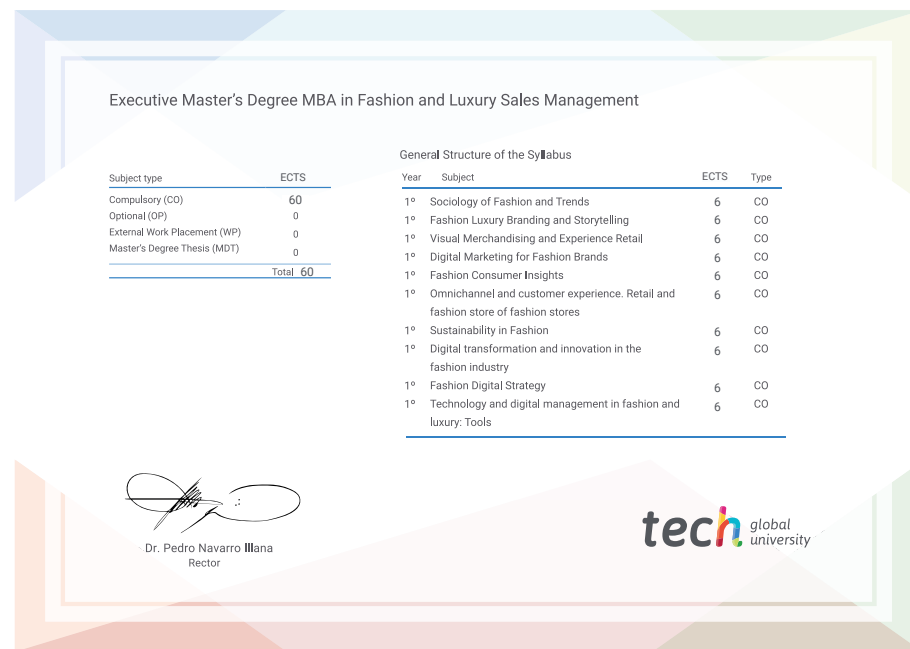 Executive Master's Degree MBA in Fashion and Luxury Sales Management
Subject type ECTS
Compulsory (CO) 60
Optional (OP) 0
External Work Placement (WP) 0
Master's Degree Thesis (MDT) 0
Total 60
General Structure of the Syllabus
Year Subject ECTS Type
1º Sociology of Fashion and Trends 6 CO
1º Fashion Luxury Branding and Storytelling 6 CO
1º Visual Merchandising and Experience Retail 6 CO
1º Digital Marketing for Fashion Brands 6 CO
1º Fashion Consumer Insights 6 CO
1º Omnichannel and customer experience. Retail and 6 CO
fashion store of fashion stores
1º Sustainability in Fashion 6 CO
1º Digital transformation and innovation in the 6 CO
fashion industry
1º Fashion Digital Strategy 6 CO
1º Technology and digital management in fashion and 6 CO
luxury: Tools
Dr. Pedro Navarro Illana
Rector
tech global
university